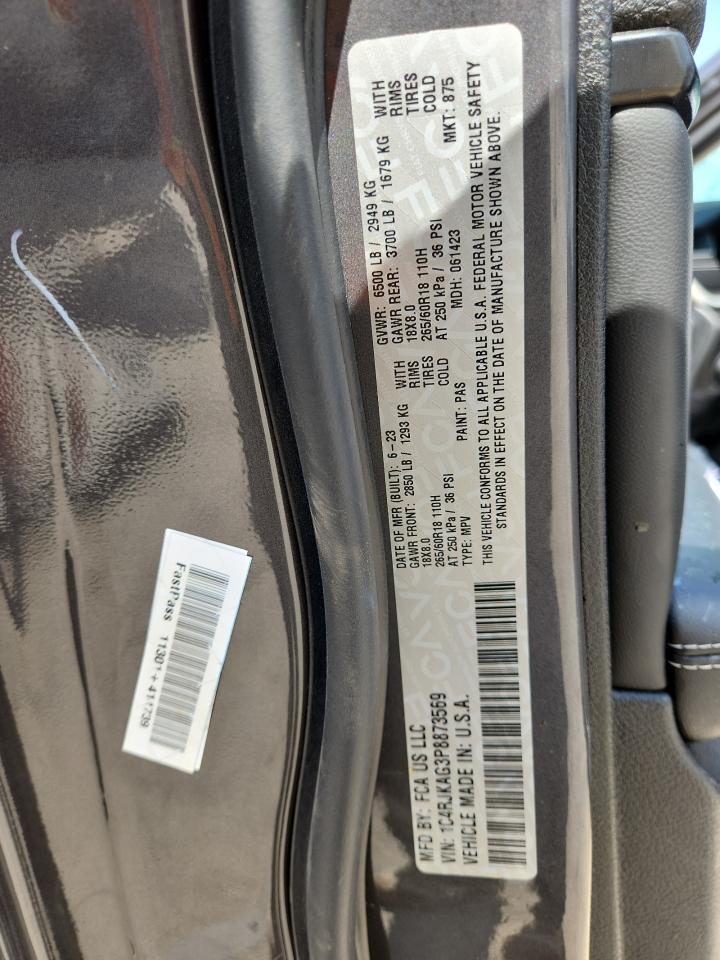 MFD BY: FCA US LLC
VIN: 1C4RJKAG3P8873569
VEHICLE MADE IN: U.S.A.
DATE OF MFR (BUILT): 6-23
GAWR FRONT: 2850 LB / 1293 KG WITH
18X8.0 RIMS
265/60R18 110H TIRES
AT 250 kPa / 36 PSI COLD
TYPE: MPV PAINT: PAS
GVWR: 6500 LB / 2949 KG
GAWR REAR: 3700 LB / 1679 KG WITH
18X8.0 RIMS
265/60R18 110H TIRES
AT 250 kPa / 36 PSI COLD
MDH: 061423 MKT: 875
THIS VEHICLE CONFORMS TO ALL APPLICABLE U.S.A. FEDERAL MOTOR VEHICLE SAFETY
STANDARDS IN EFFECT ON THE DATE OF MANUFACTURE SHOWN ABOVE.
FastPass